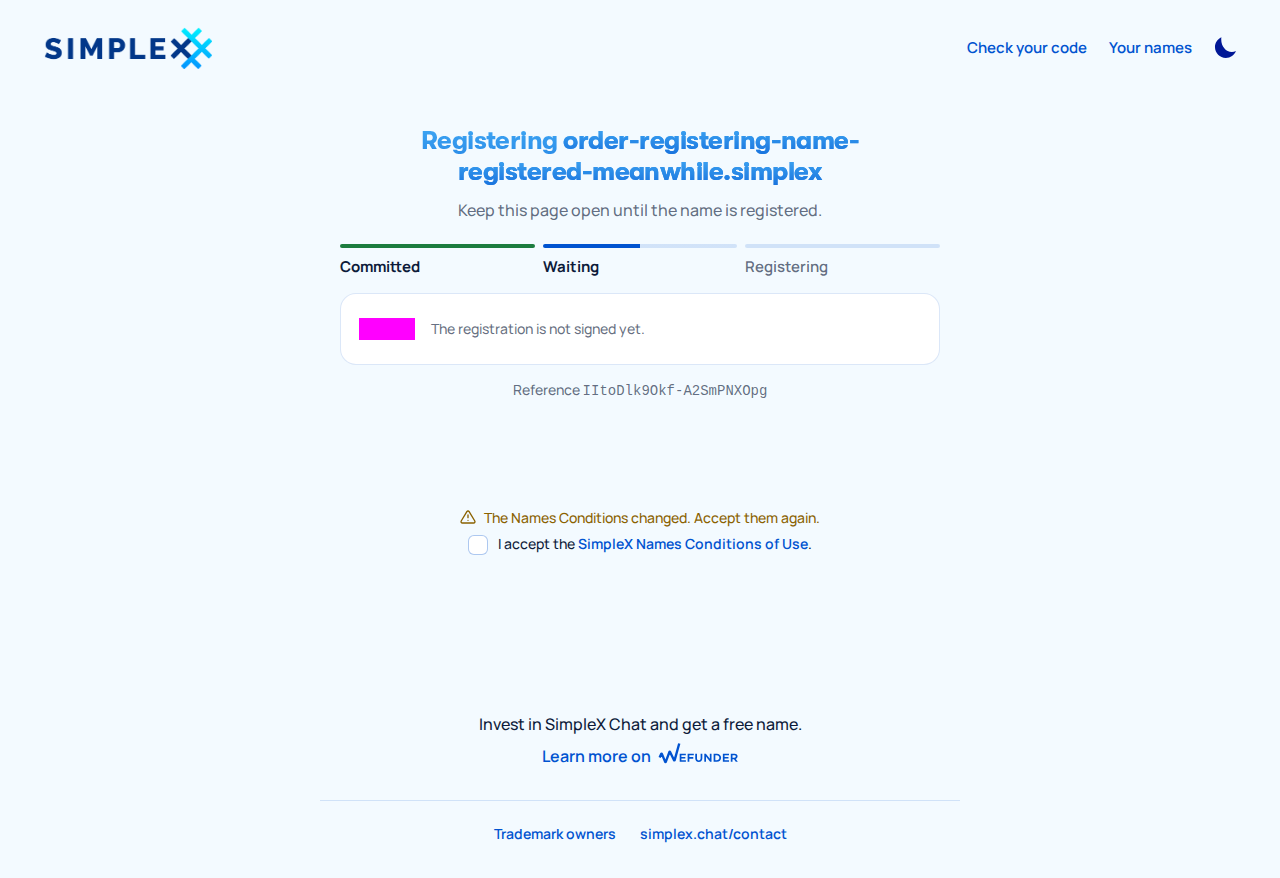 SIMPLEX
Check your code
Your names
Registering order-registering-name-
registered-meanwhile.simplex
Keep this page open until the name is registered.
Committed
Waiting
Registering
The registration is not signed yet.
Reference IItoDlk9Okf-A2SmPNXOpg
The Names Conditions changed. Accept them again.
I accept the SimpleX Names Conditions of Use.
Invest in SimpleX Chat and get a free name.
Learn more on WEFUNDER
Trademark owners
simplex.chat/contact